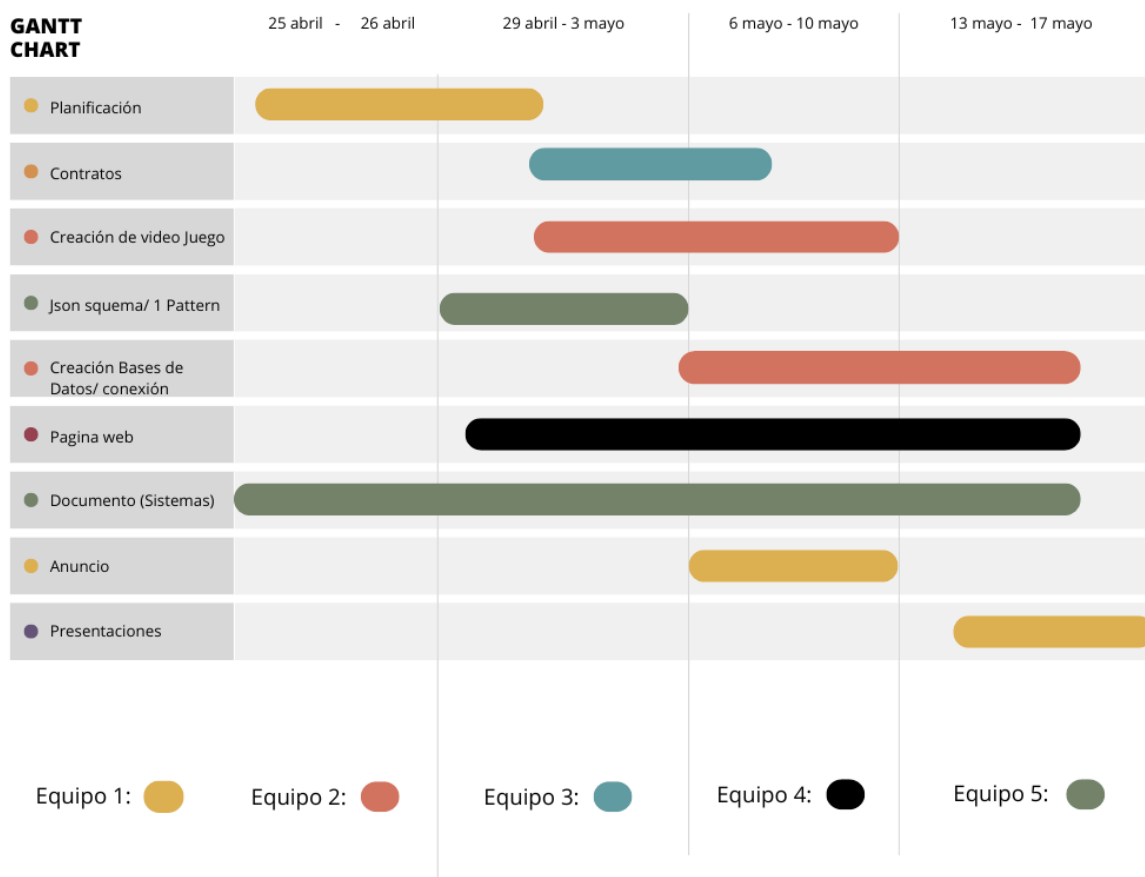 GANTT
CHART
25 abril - 26 abril
29 abril - 3 mayo
6 mayo - 10 mayo
13 mayo - 17 mayo
Planificación
Contratos
Creación de video Juego
Json squema/ 1 Pattern
Creación Bases de
Datos/ conexión
Pagina web
Documento (Sistemas)
Anuncio
Presentaciones
Equipo 1:
Equipo 2:
Equipo 3:
Equipo 4:
Equipo 5: